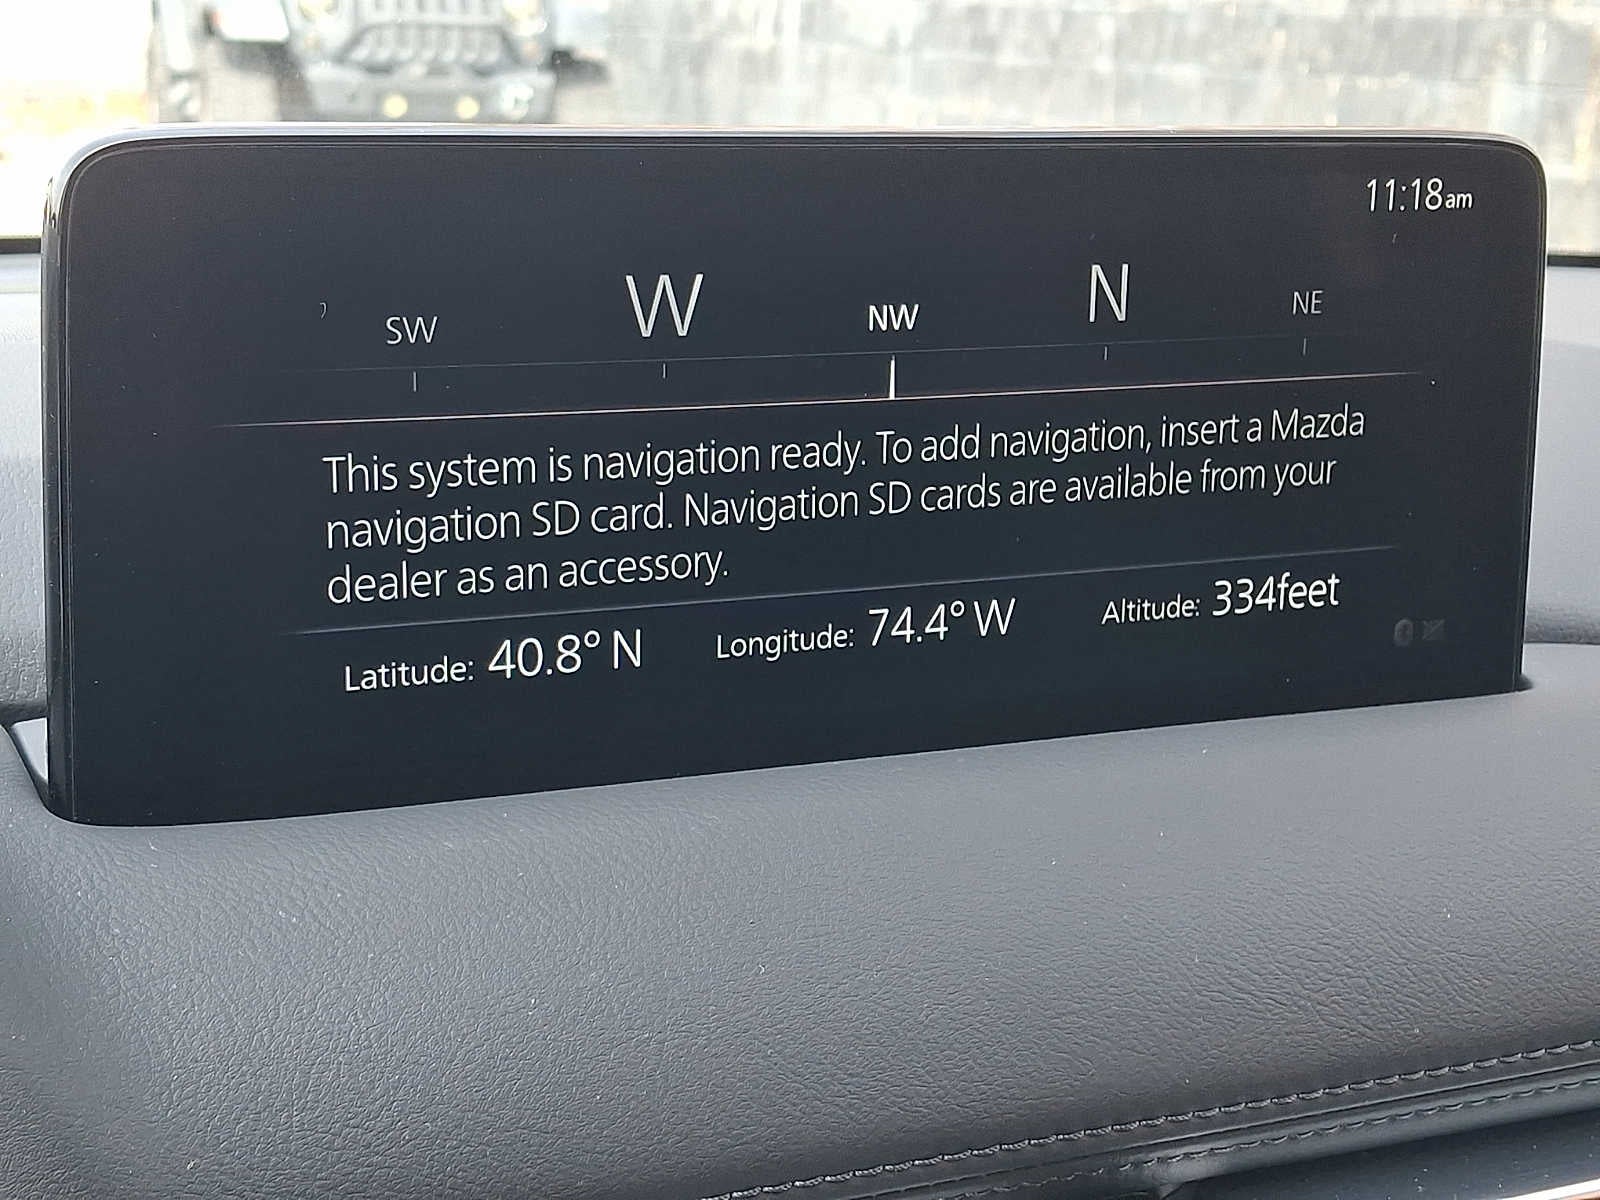 11:18am
SW W NW N NE
This system is navigation ready. To add navigation, insert a Mazda
navigation SD card. Navigation SD cards are available from your
dealer as an accessory.
Latitude: 40.8° N Longitude: 74.4° W Altitude: 334feet